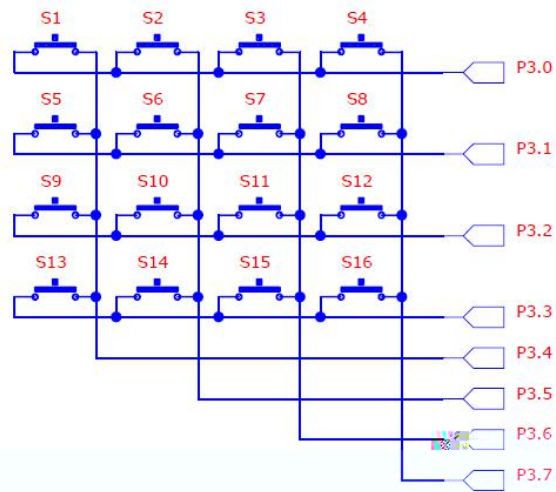 S1 S2 S3 S4
P3.0
S5 S6 S7 S8
P3.1
S9 S10 S11 S12
P3.2
S13 S14 S15 S16
P3.3
P3.4
P3.5
P3.6
P3.7